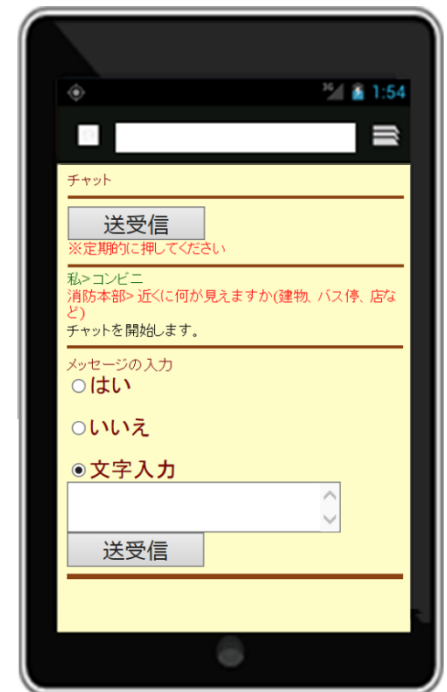 3G 1:54
チャット
送受信
※定期的に押してください
私>コンビニ
消防本部> 近くに何が見えますか(建物、バス停、店な
ど)
チャットを開始します。
メッセージの入力
はい
いいえ
文字入力
送受信